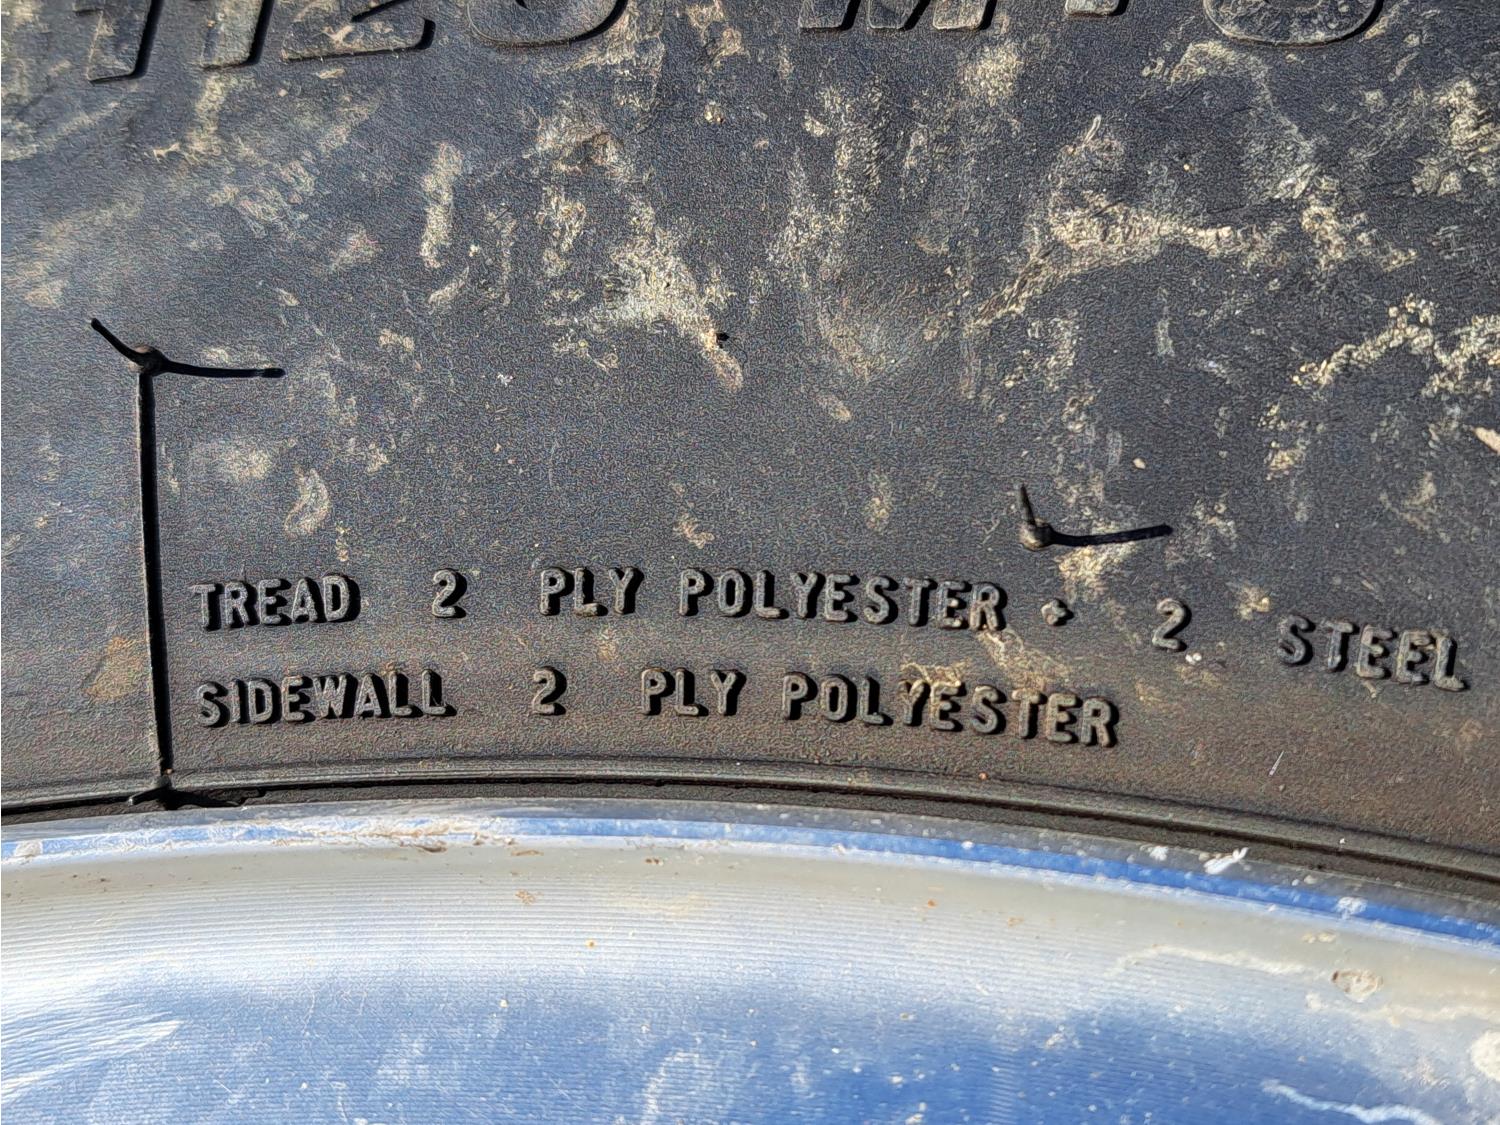 TREAD 2 PLY POLYESTER + 2 STEEL
SIDEWALL 2 PLY POLYESTER